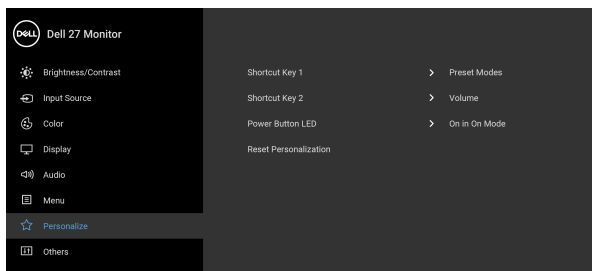 DELL Dell 27 Monitor
Brightness/Contrast
Shortcut Key 1 Preset Modes
Input Source
Shortcut Key 2 Volume
Color
Power Button LED On in On Mode
Display
Reset Personalization
Audio
Menu
Personalize
Others